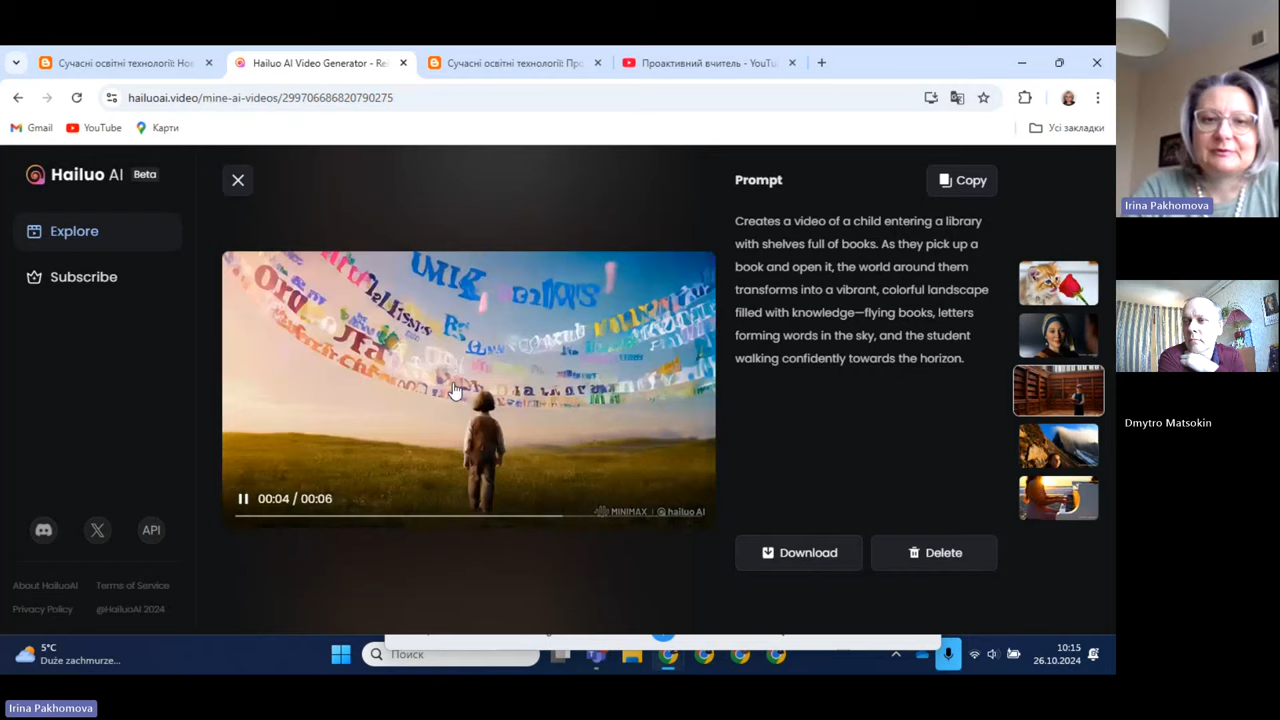 Сучасні освітні технології: Нов
Hailuo AI Video Generator - Rei
Сучасні освітні технології: Про
Проактивний вчитель - YouTu
hailuoai.video/mine-ai-videos/299706686820790275
Gmail
YouTube
Карти
Усі закладки
Hailuo AI
Beta
Explore
Subscribe
API
About HailuoAI
Terms of Service
Privacy Policy
@HailuoAI 2024
00:04 / 00:06
MINIMAX | hailuo AI
Prompt
Copy
Creates a video of a child entering a library
with shelves full of books. As they pick up a
book and open it, the world around them
transforms into a vibrant, colorful landscape
filled with knowledge—flying books, letters
forming words in the sky, and the student
walking confidently towards the horizon.
Download
Delete
Irina Pakhomova
Dmytro Matsokin
5°C
Duże zachmurze...
Поиск
10:15
26.10.2024
Irina Pakhomova